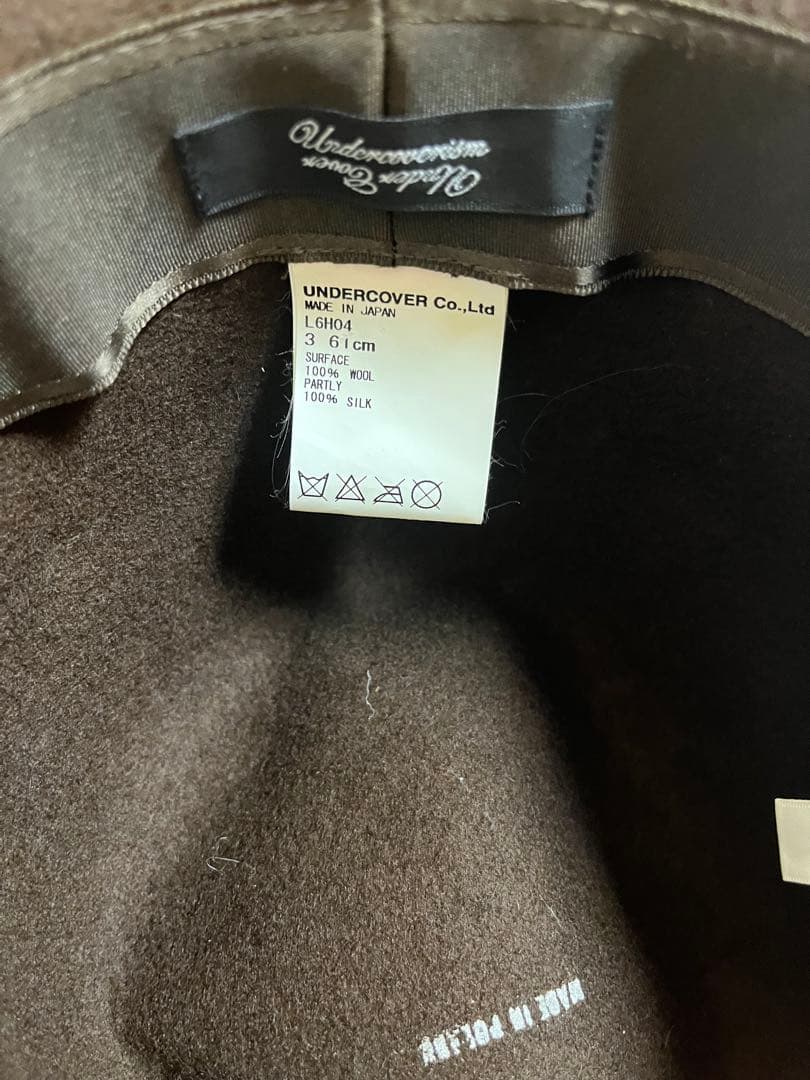 Under Cover
Undercoverism
UNDERCOVER Co.,Ltd
MADE IN JAPAN
L6H04
3 61cm
SURFACE
100% WOOL
PARTLY
100% SILK
MADE IN POLAND